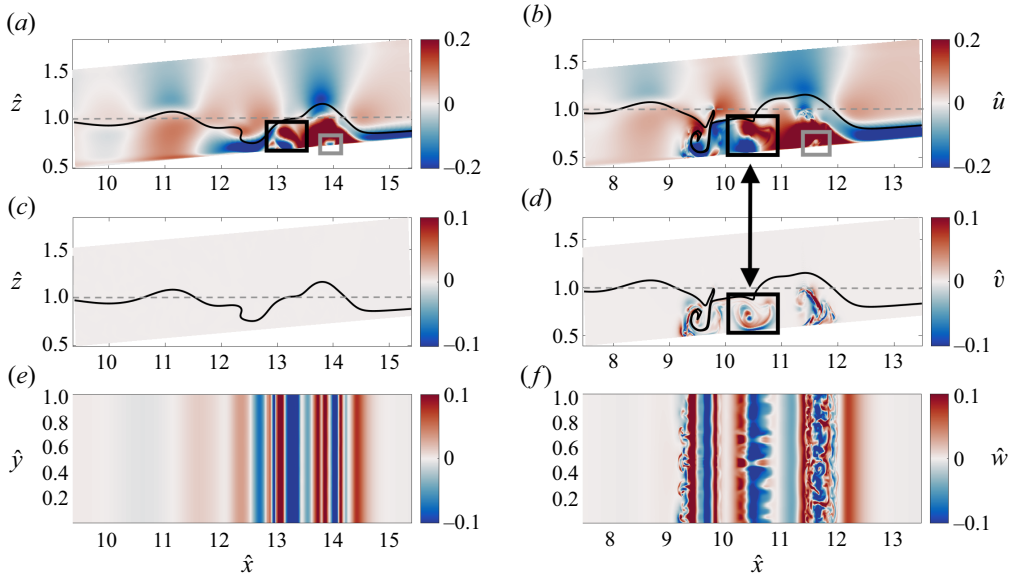 (a) (b)
1.5 0.2 1.5 0.2
ẑ 1.0 0 1.0 0 û
0.5 –0.2 0.5 –0.2
10 11 12 13 14 15 8 9 10 11 12 13
(c) (d)
1.5 0.1 1.5 0.1
ẑ 1.0 0 1.0 0 v̂
0.5 –0.1 0.5 –0.1
10 11 12 13 14 15 8 9 10 11 12 13
(e) (f)
1.0 0.1 1.0 0.1
0.8 0.8
0.6 0.6
ŷ 0.4 0 0.4 0 ŵ
0.2 0.2
–0.1 –0.1
10 11 12 13 14 15 8 9 10 11 12 13
x̂ x̂